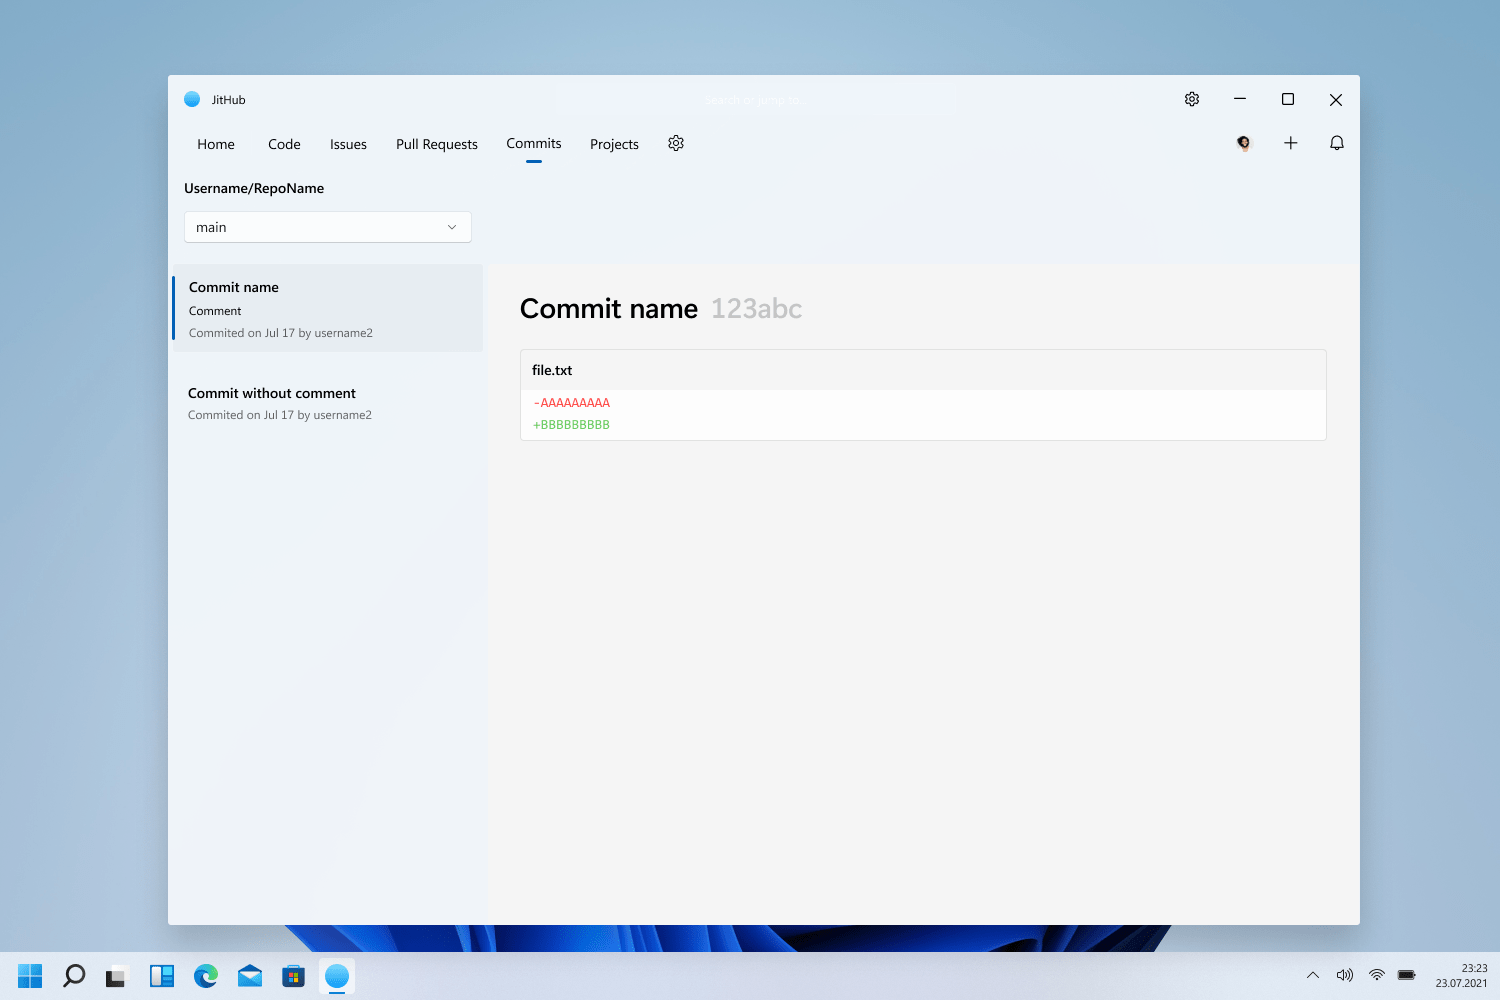 JitHub
Search or jump to...
Home Code Issues Pull Requests Commits Projects
Username/RepoName
main
Commit name
Comment
Commited on Jul 17 by username2
Commit without comment
Commited on Jul 17 by username2
Commit name 123abc
file.txt
-AAAAAAAAA
+BBBBBBBBB
23:23
23.07.2021